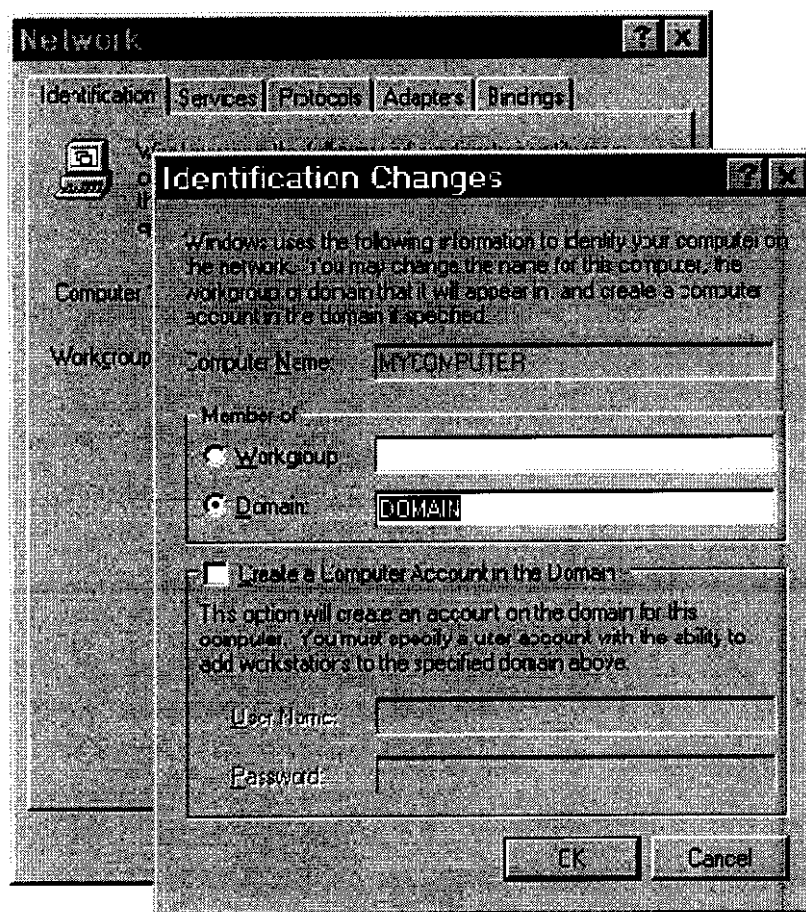 Network
Identification Services Protocols Adapters Bindings
Identification Changes
Windows uses the following information to identify your computer on
the network. You may change the name for this computer, the
workgroup or domain that it will appear in, and create a computer
account in the domain if specified.
Computer
Workgroup
Computer Name: MYCOMPUTER
Member of
Workgroup
Domain: DOMAIN
Create a Computer Account in the Domain
This option will create an account on the domain for this
computer. You must specify a user account with the ability to
add workstations to the specified domain above.
User Name:
Password:
OK Cancel